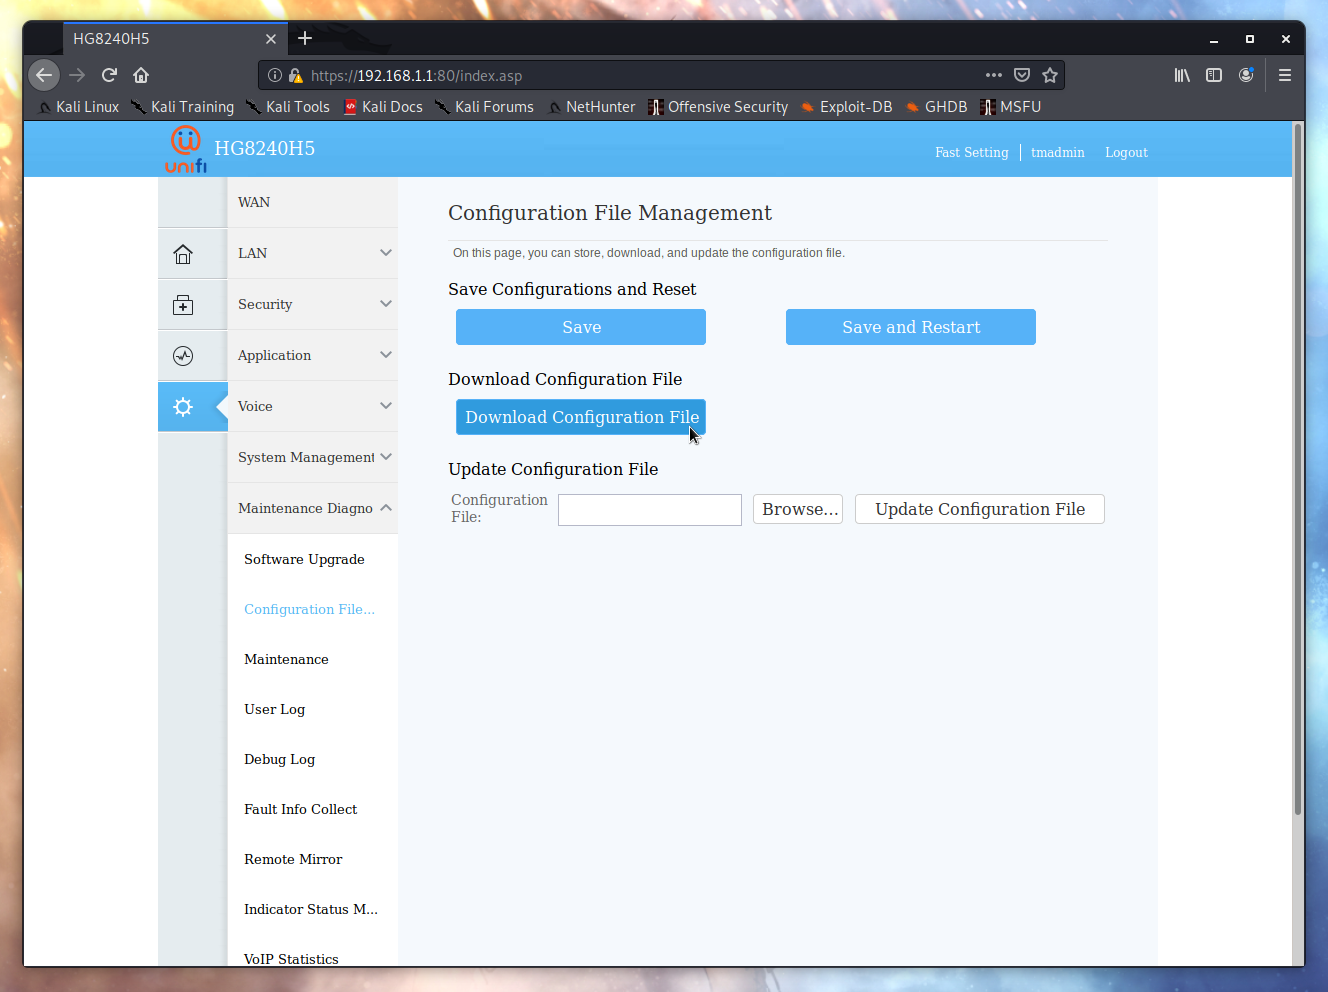 HG8240H5
https://192.168.1.1:80/index.asp
Kali Linux Kali Training Kali Tools Kali Docs Kali Forums NetHunter Offensive Security Exploit-DB GHDB MSFU
unifi HG8240H5 Fast Setting tmadmin Logout
WAN
LAN
Security
Application
Voice
System Management
Maintenance Diagno
Software Upgrade
Configuration File...
Maintenance
User Log
Debug Log
Fault Info Collect
Remote Mirror
Indicator Status M...
VoIP Statistics
Configuration File Management
On this page, you can store, download, and update the configuration file.
Save Configurations and Reset
Save Save and Restart
Download Configuration File
Download Configuration File
Update Configuration File
Configuration
File: Browse... Update Configuration File